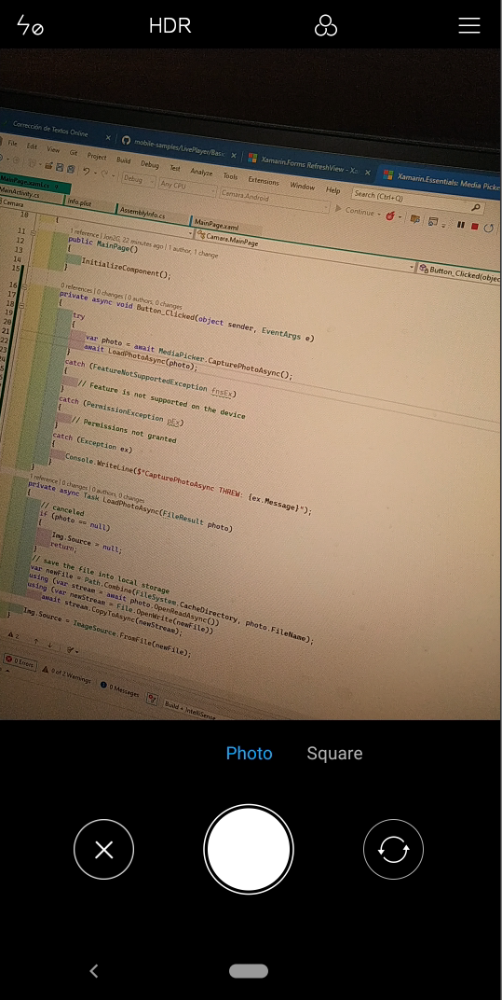 HDR
Corrección de Textos Online
mobile-samples/LivePlayer/Basic
Xamarin.Forms RefreshView - Xa
Xamarin.Essentials: Media Picke
File Edit View Git Project Build Debug Test Analyze Tools Extensions Window Help Search (Ctrl+Q)
Debug Any CPU Camara.Android Continue
MainPage.xaml.cs
MainActivity.cs Info.plist AssemblyInfo.cs MainPage.xaml
Camara Camara.MainPage Button_Clicked(objec
10 {
1 reference | Jon2G, 22 minutes ago | 1 author, 1 change
11 public MainPage()
12 {
13 InitializeComponent();
14 }
15
0 references | 0 changes | 0 authors, 0 changes
16 private async void Button_Clicked(object sender, EventArgs e)
17 {
18 try
19 {
20 var photo = await MediaPicker.CapturePhotoAsync();
21 await LoadPhotoAsync(photo);
22 }
23 catch (FeatureNotSupportedException fnsEx)
24 {
// Feature is not supported on the device
}
catch (PermissionException pEx)
{
// Permissions not granted
}
catch (Exception ex)
{
Console.WriteLine($"CapturePhotoAsync THREW: {ex.Message}");
}
}
1 reference | 0 changes | 0 authors, 0 changes
private async Task LoadPhotoAsync(FileResult photo)
{
// canceled
if (photo == null)
{
Img.Source = null;
return;
}
// save the file into local storage
var newFile = Path.Combine(FileSystem.CacheDirectory, photo.FileName);
using (var stream = await photo.OpenReadAsync())
using (var newStream = File.OpenWrite(newFile))
await stream.CopyToAsync(newStream);
Img.Source = ImageSource.FromFile(newFile);
}
2
0 Errors 0 of 2 Warnings 0 Messages Build + IntelliSense
Photo Square